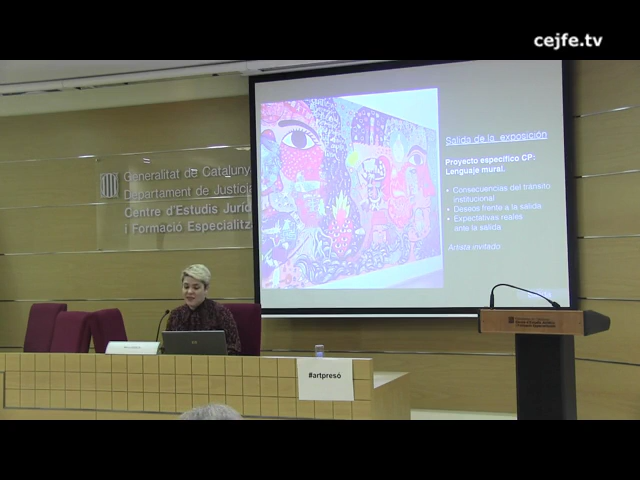 cejfe.tv
Generalitat de Catalunya
Departament de Justícia
Centre d'Estudis Jurí
i Formació Especialitz
Salida de la exposición
Proyecto específico CP:
Lenguaje mural.
• Consecuencias del tránsito
institucional
• Deseos frente a la salida
• Expectativas reales
ante la salida
Artista invitado.
#artpresó